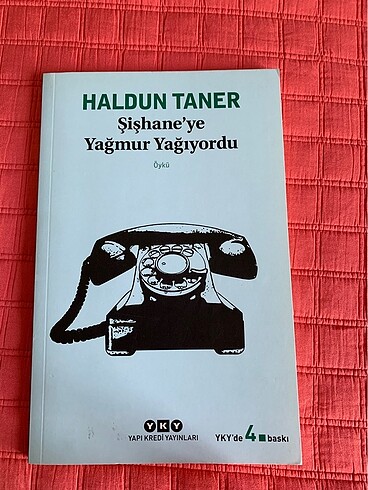 HALDUN TANER
Şişhane'ye
Yağmur Yağıyordu
Öykü
YKY
YAPI KREDİ YAYINLARI
YKY'de 4. baskı